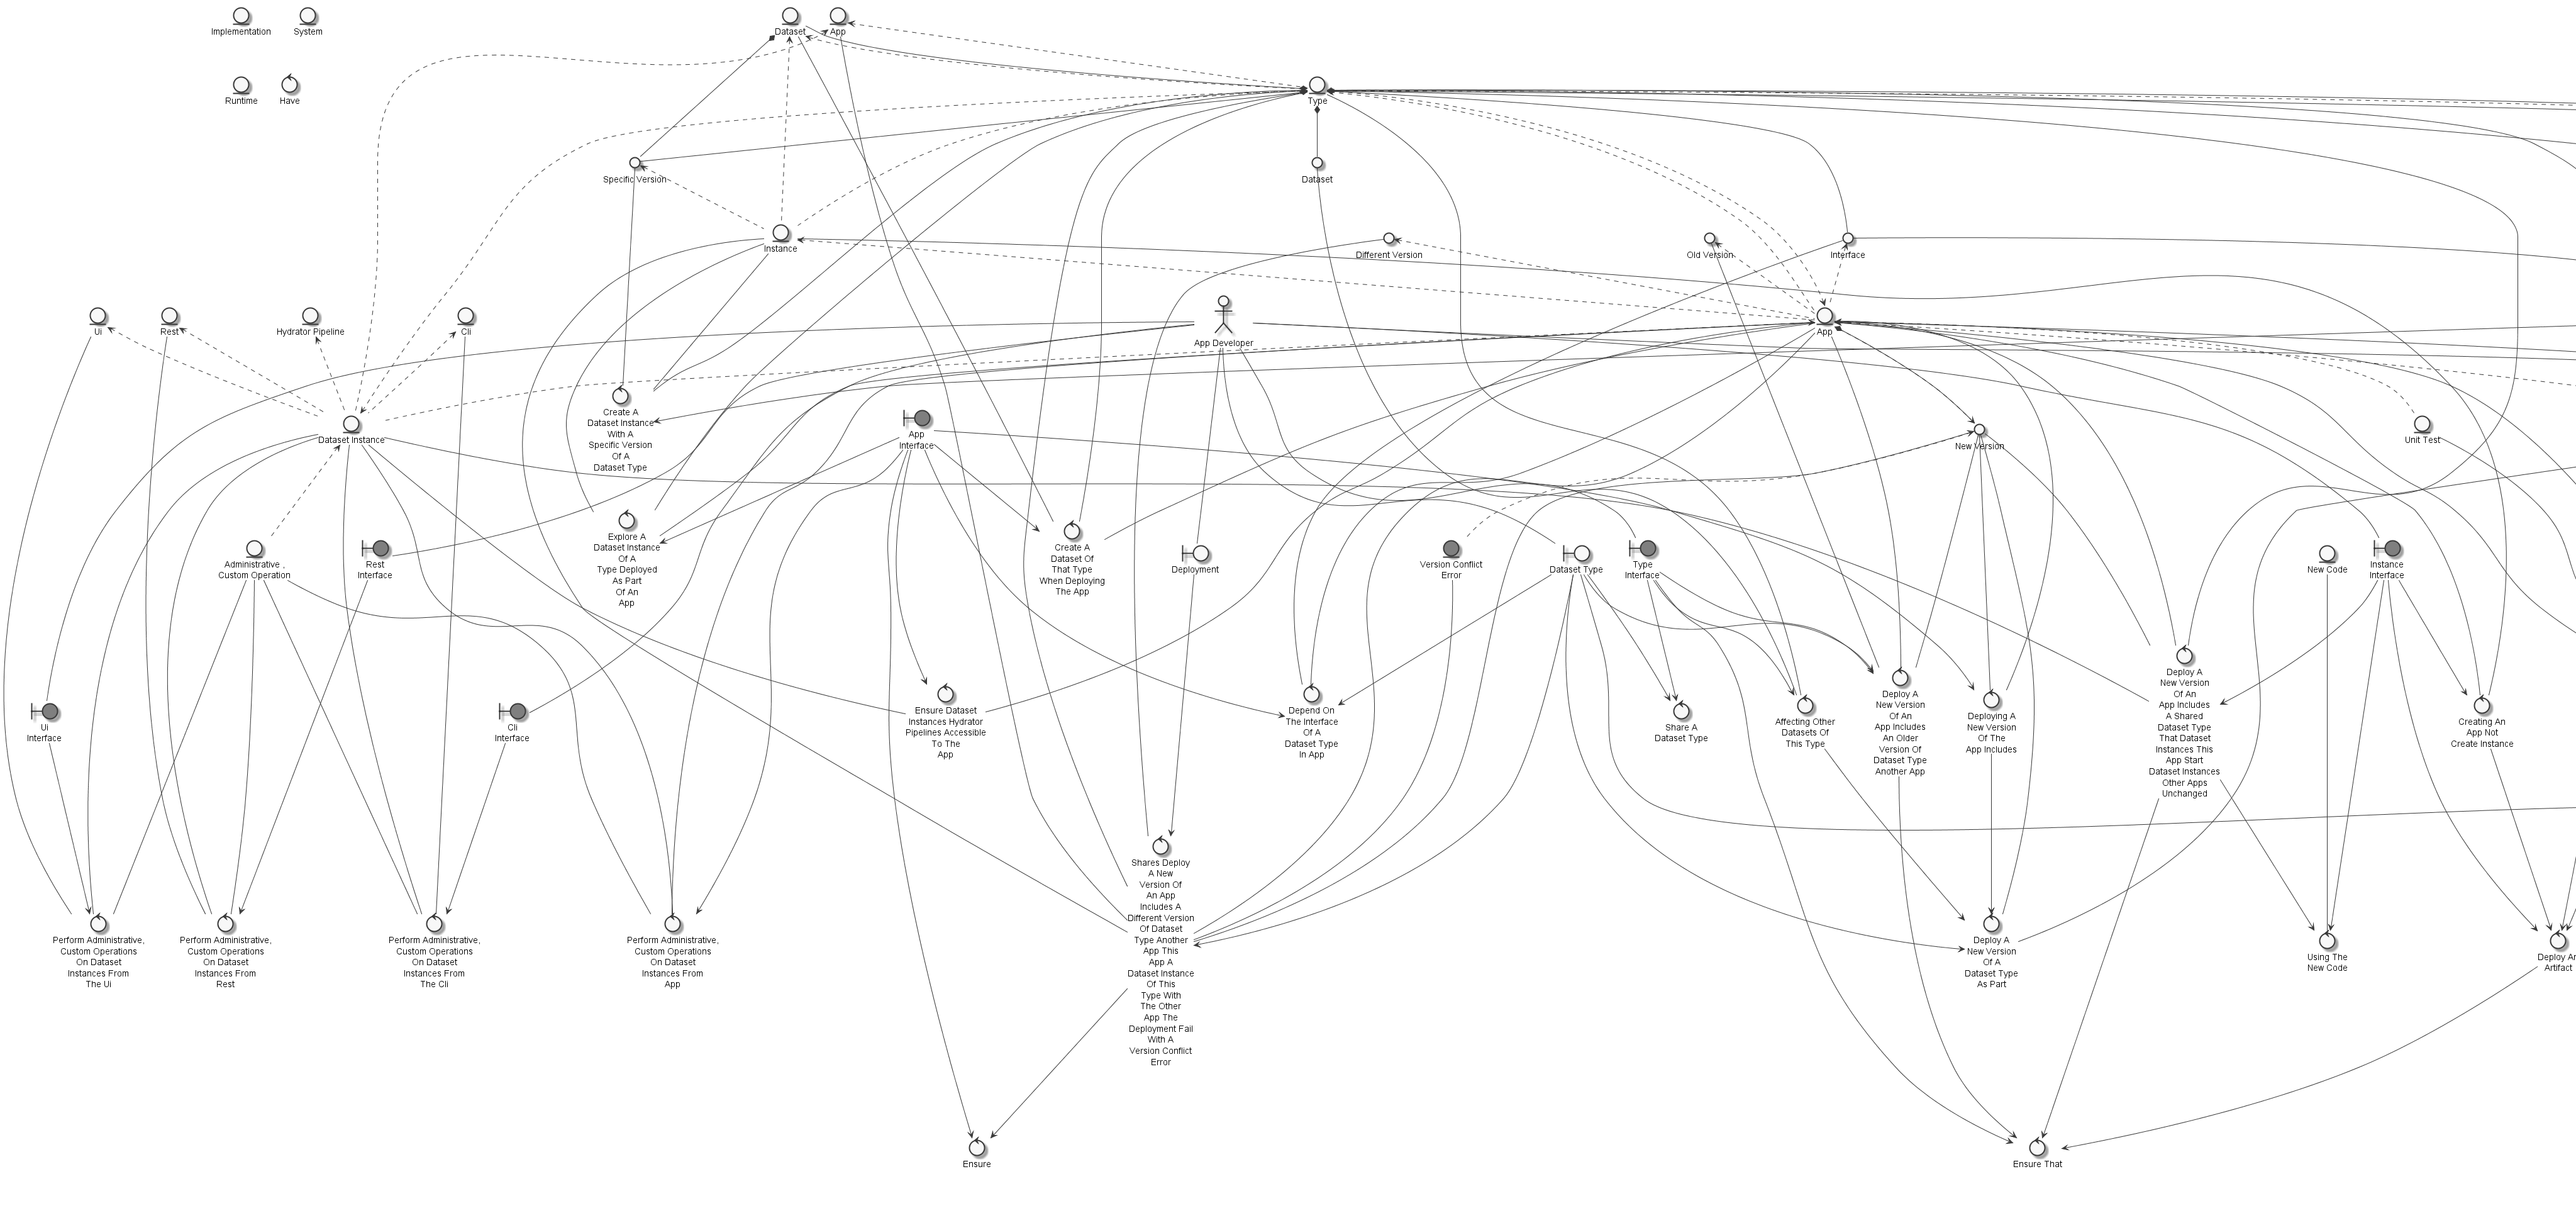 Implementation
System
Dataset
App
Runtime
Have
Type
Specific Version
Dataset
Instance
Different Version
Old Version
Interface
Ui
Rest
Hydrator Pipeline
Cli
App Developer
App
Create A
Dataset Instance
With A
Specific Version
Of A
Dataset Type
App
Interface
Dataset Instance
New Version
Unit Test
Explore A
Dataset Instance
Of A
Type Deployed
As Part
Of An
App
Create A
Dataset Of
That Type
When Deploying
The App
Administrative ,
Custom Operation
Rest
Interface
Deployment
Version Conflict
Error
Dataset Type
Type
Interface
New Code
Instance
Interface
Ui
Interface
Cli
Interface
Ensure Dataset
Instances Hydrator
Pipelines Accessible
To The
App
Depend On
The Interface
Of A
Dataset Type
In App
Share A
Dataset Type
Affecting Other
Datasets Of
This Type
Deploy A
New Version
Of An
App Includes
An Older
Version Of
Dataset Type
Another App
Deploying A
New Version
Of The
App Includes
Deploy A
New Version
Of An
App Includes
A Shared
Dataset Type
That Dataset
Instances This
App Start
Dataset Instances
Other Apps
Unchanged
Creating An
App Not
Create Instance
Perform Administrative,
Custom Operations
On Dataset
Instances From
The Ui
Perform Administrative,
Custom Operations
On Dataset
Instances From
Rest
Perform Administrative,
Custom Operations
On Dataset
Instances From
The Cli
Perform Administrative,
Custom Operations
On Dataset
Instances From
App
Shares Deploy
A New
Version Of
An App
Includes A
Different Version
Of Dataset
Type Another
App This
App A
Dataset Instance
Of This
Type With
The Other
App The
Deployment Fail
With A
Version Conflict
Error
Deploy A
New Version
Of A
Dataset Type
As Part
Using The
New Code
Deploy An
Artifact
Ensure
Ensure That